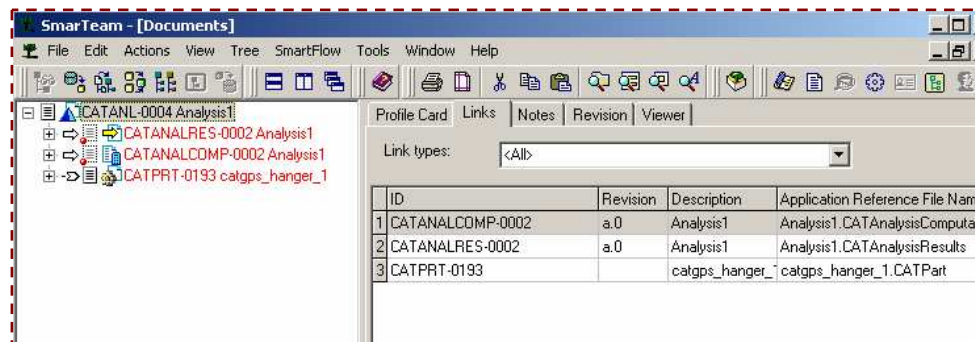 SmarTeam - [Documents]
File Edit Actions View Tree SmartFlow Tools Window Help
CATANL-0004 Analysis1
CATANALRES-0002 Analysis1
CATANALCOMP-0002 Analysis1
CATPRT-0193 catgps_hanger_1
Profile Card Links Notes Revision Viewer
Link types: <All>
ID Revision Description Application Reference File Nam
1 CATANALCOMP-0002 a.0 Analysis1 Analysis1.CATAnalysisComputa
2 CATANALRES-0002 a.0 Analysis1 Analysis1.CATAnalysisResults
3 CATPRT-0193 catgps_hanger_1 catgps_hanger_1.CATPart